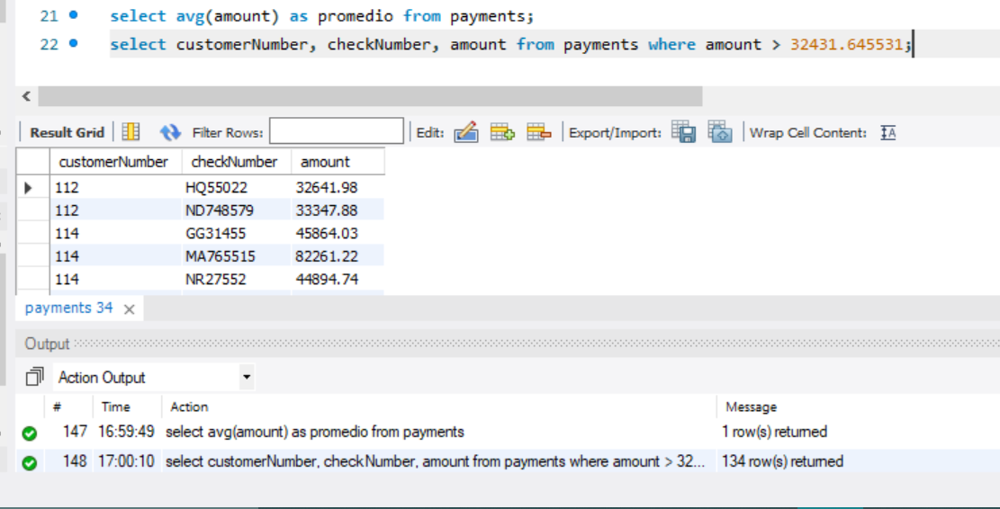 21 select avg(amount) as promedio from payments;
22 select customerNumber, checkNumber, amount from payments where amount > 32431.645531;
Result Grid Filter Rows: Edit: Export/Import: Wrap Cell Content: IA
customerNumber checkNumber amount
112 HQ55022 32641.98
112 ND748579 33347.88
114 GG31455 45864.03
114 MA765515 82261.22
114 NR27552 44894.74
payments 34
Output
Action Output
# Time Action Message
147 16:59:49 select avg(amount) as promedio from payments 1 row(s) returned
148 17:00:10 select customerNumber, checkNumber, amount from payments where amount > 32... 134 row(s) returned